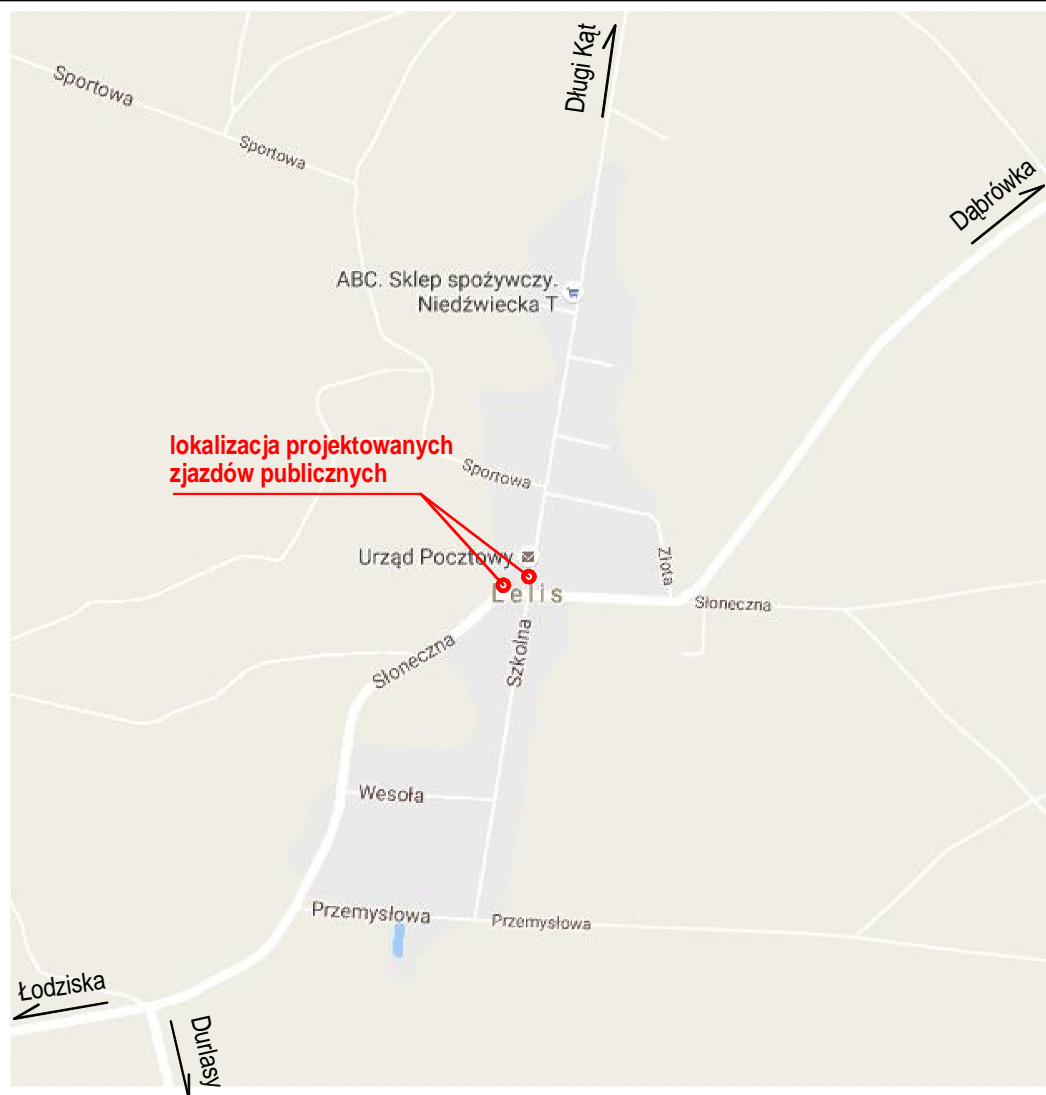 Długi Kąt
Sportowa
Sportowa
Dąbrówka
ABC. Sklep spożywczy.
Niedźwiecka T
lokalizacja projektowanych
zjazdów publicznych
Sportowa
Urząd Pocztowy
Złota
Lelis
Słoneczna
Słoneczna
Szkolna
Wesoła
Przemysłowa
Przemysłowa
Łodziska
Durlasy